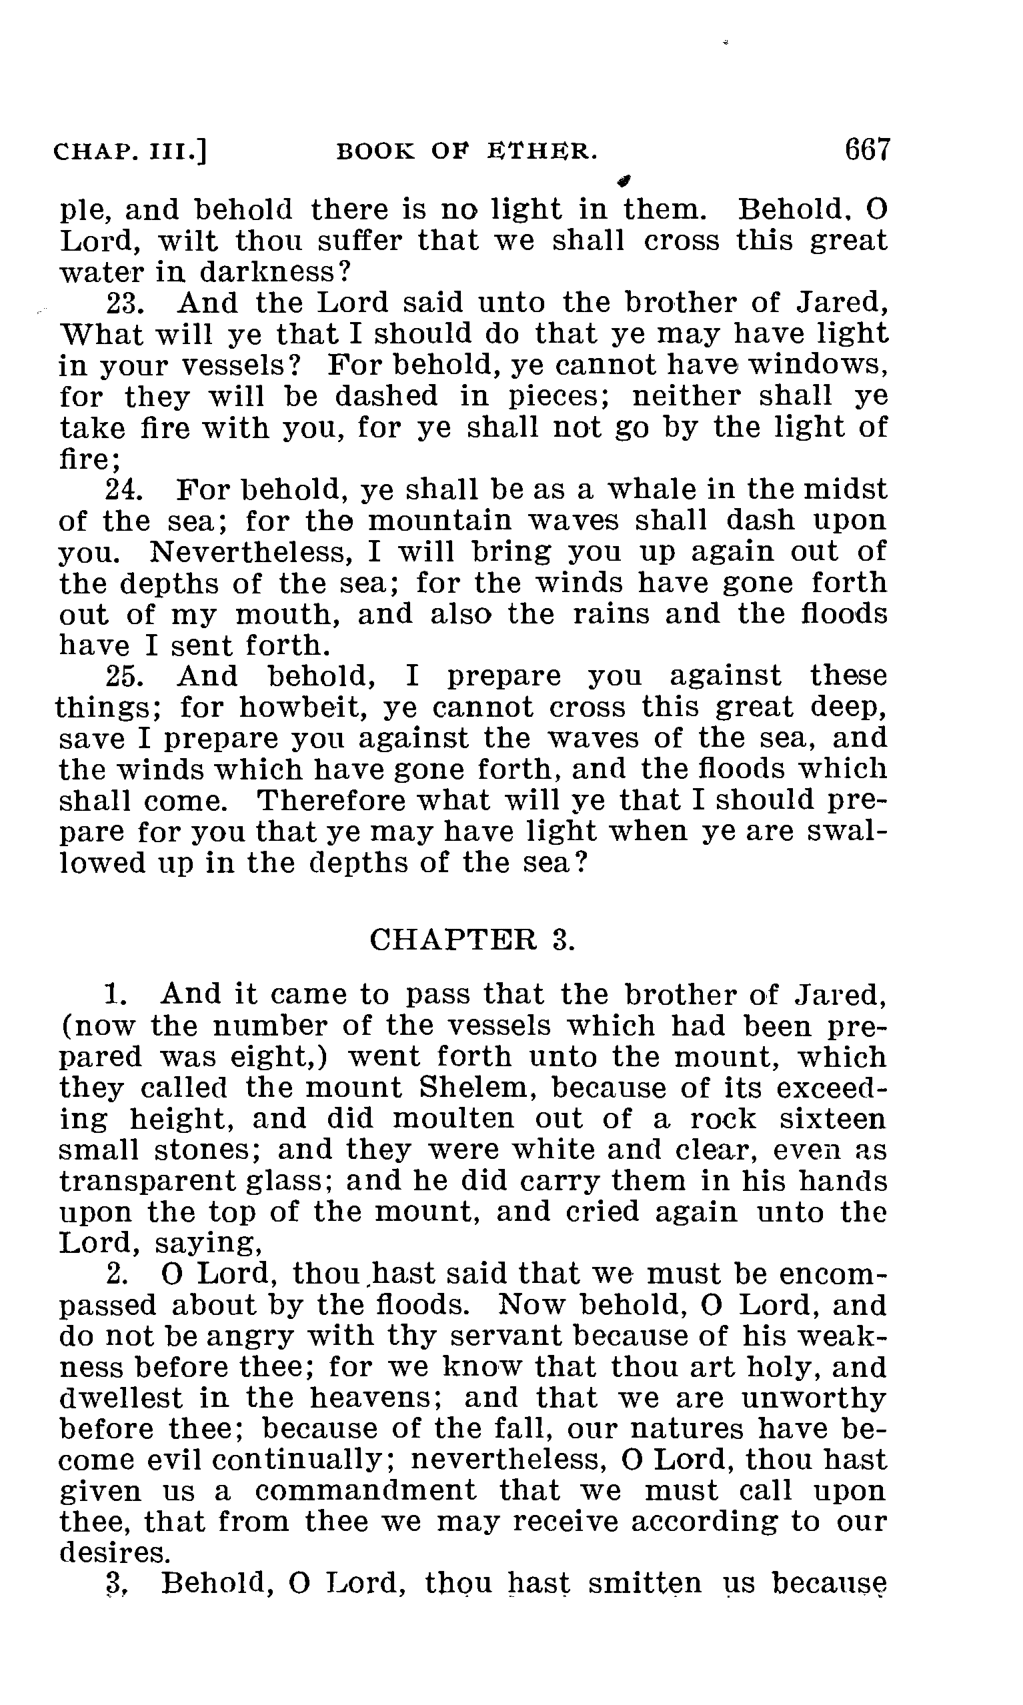 CHAP. III.] BOOK OF ETHER. 667
ple, and behold there is no light in them. Behold, O
Lord, wilt thou suffer that we shall cross this great
water in darkness?
23. And the Lord said unto the brother of Jared,
What will ye that I should do that ye may have light
in your vessels? For behold, ye cannot have windows,
for they will be dashed in pieces; neither shall ye
take fire with you, for ye shall not go by the light of
fire;
24. For behold, ye shall be as a whale in the midst
of the sea; for the mountain waves shall dash upon
you. Nevertheless, I will bring you up again out of
the depths of the sea; for the winds have gone forth
out of my mouth, and also the rains and the floods
have I sent forth.
25. And behold, I prepare you against these
things; for howbeit, ye cannot cross this great deep,
save I prepare you against the waves of the sea, and
the winds which have gone forth, and the floods which
shall come. Therefore what will ye that I should pre-
pare for you that ye may have light when ye are swal-
lowed up in the depths of the sea?
CHAPTER 3.
1. And it came to pass that the brother of Jared,
(now the number of the vessels which had been pre-
pared was eight,) went forth unto the mount, which
they called the mount Shelem, because of its exceed-
ing height, and did moulten out of a rock sixteen
small stones; and they were white and clear, even as
transparent glass; and he did carry them in his hands
upon the top of the mount, and cried again unto the
Lord, saying,
2. O Lord, thou hast said that we must be encom-
passed about by the floods. Now behold, O Lord, and
do not be angry with thy servant because of his weak-
ness before thee; for we know that thou art holy, and
dwellest in the heavens; and that we are unworthy
before thee; because of the fall, our natures have be-
come evil continually; nevertheless, O Lord, thou hast
given us a commandment that we must call upon
thee, that from thee we may receive according to our
desires.
3. Behold, O Lord, thou hast smitten us because